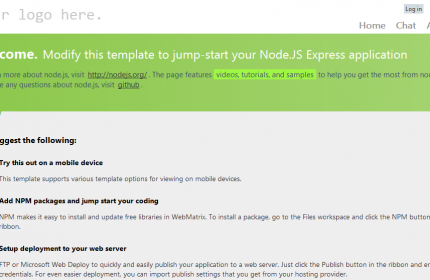 r logo here.
Log in
Home Chat
come. Modify this template to jump-start your Node.JS Express application
more about node.js, visit http://nodejs.org/ . The page features videos, tutorials, and samples to help you get the most from nod
e any questions about node.js, visit github .
ggest the following:
Try this out on a mobile device
This template supports various template options for viewing on mobile devices.
Add NPM packages and jump start your coding
NPM makes it easy to install and update free libraries in WebMatrix. To install a package, go to the Files workspace and click the NPM button
ribbon.
Setup deployment to your web server
FTP or Microsoft Web Deploy to quickly and easily publish your application to a web server. Just click the Publish button in the ribbon and en
credentials. For even easier deployment, you can import publish settings that you get from your hosting provider.